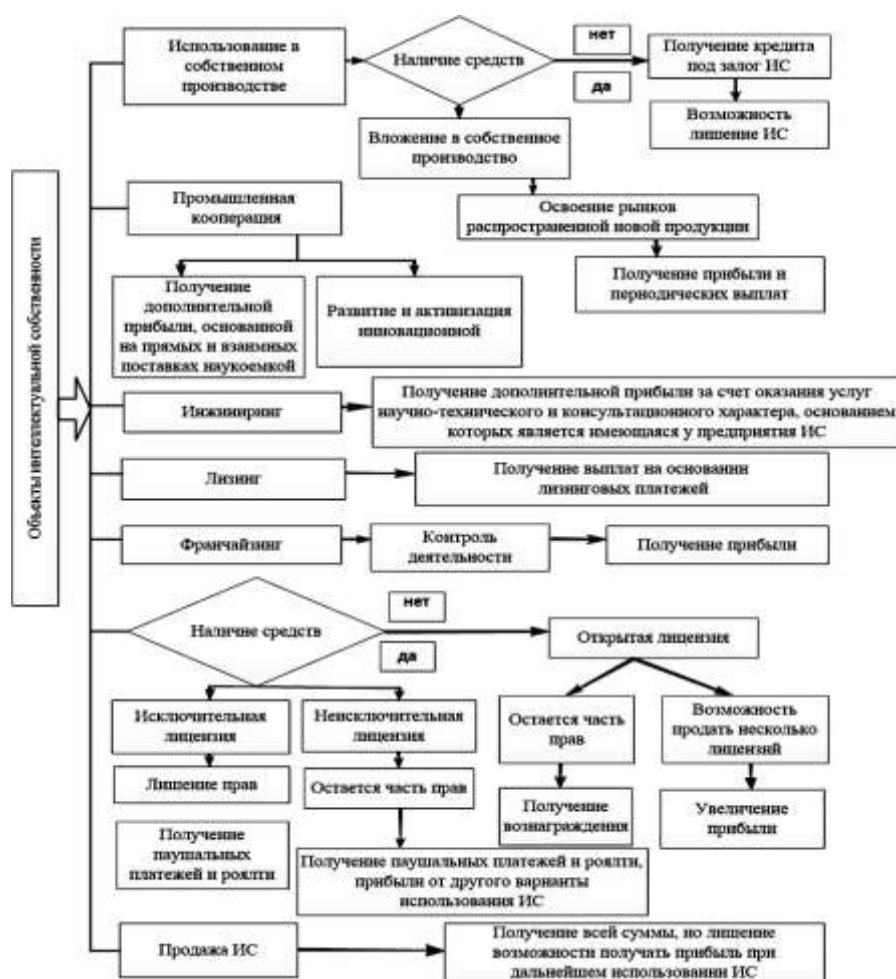 Использование в
собственном
производстве
Наличие средств
нет
да
Получение кредита
под залог ИС
Возможность
лишение ИС
Вложение в собственное
производство
Освоение рынков
распространенной новой продукции
Получение прибыли и
периодических выплат
Объекты интеллектуальной собственности
Промышленная
кооперация
Получение
дополнительной
прибыли, основанной
на прямых и взаимных
поставках наукоемкой
Развитие и активизация
инновационной
Инжиниринг
Получение дополнительной прибыли за счет оказания услуг
научно-технического и консультационного характера, основанием
которых является имеющаяся у предприятия ИС
Лизинг
Получение выплат на основании
лизинговых платежей
Франчайзинг
Контроль
деятельности
Получение прибыли
Наличие средств
нет
да
Открытая лицензия
Исключительная
лицензия
Неисключительная
лицензия
Остается часть
прав
Возможность
продать несколько
лицензий
Лишение прав
Остается часть прав
Получение
вознаграждения
Увеличение
прибыли
Получение
паушальных
платежей и роялти
Получение паушальных платежей и роялти,
прибыли от другого варианты
использования ИС
Продажа ИС
Получение всей суммы, но лишение
возможности получать прибыль при
дальнейшем использовании ИС